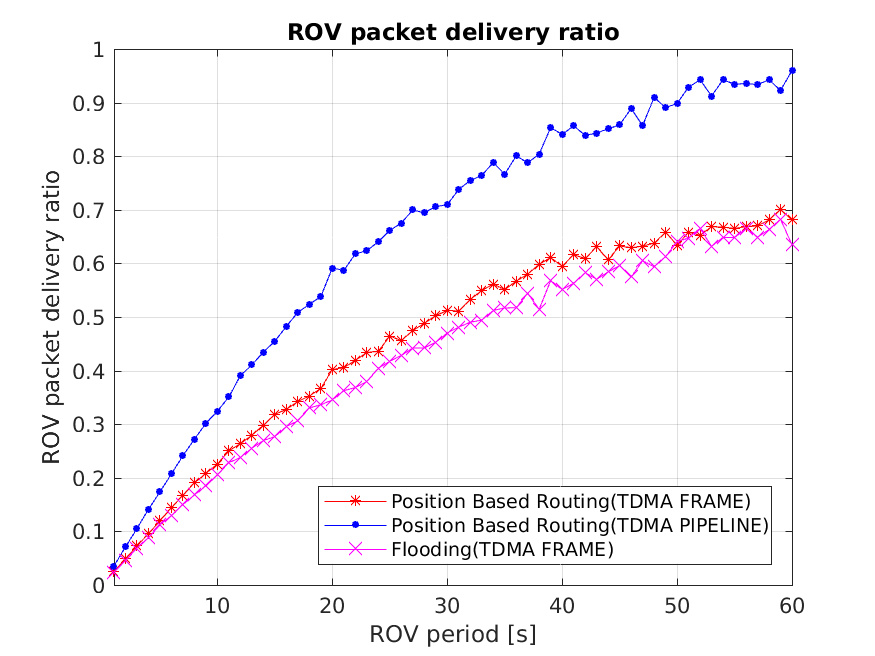 ROV packet delivery ratio
1
0.9
0.8
0.7
0.6
0.5
0.4
0.3
0.2
0.1
0
ROV packet delivery ratio
Position Based Routing(TDMA FRAME)
Position Based Routing(TDMA PIPELINE)
Flooding(TDMA FRAME)
10 20 30 40 50 60
ROV period [s]